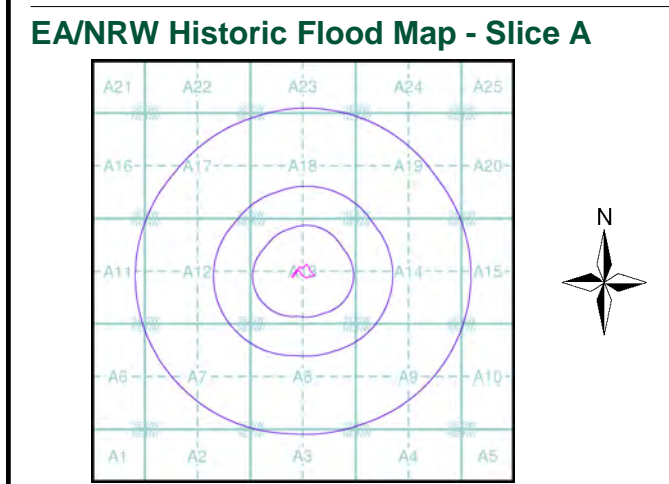 EA/NRW Historic Flood Map - Slice A
A21 A22 A23 A24 A25
N
A16 A17 A18 A19 A20
A11 A12 A14 A15
A6 A7 A8 A9 A10
A1 A2 A3 A4 A5